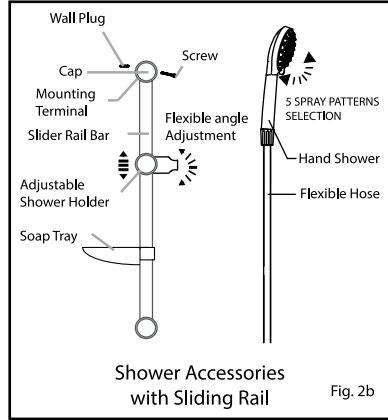 Wall Plug
Screw
Cap
Mounting
Terminal
Slider Rail Bar
Flexible angle
Adjustment
Adjustable
Shower Holder
Soap Tray
5 SPRAY PATTERNS
SELECTION
Hand Shower
Flexible Hose
Shower Accessories
with Sliding Rail
Fig. 2b